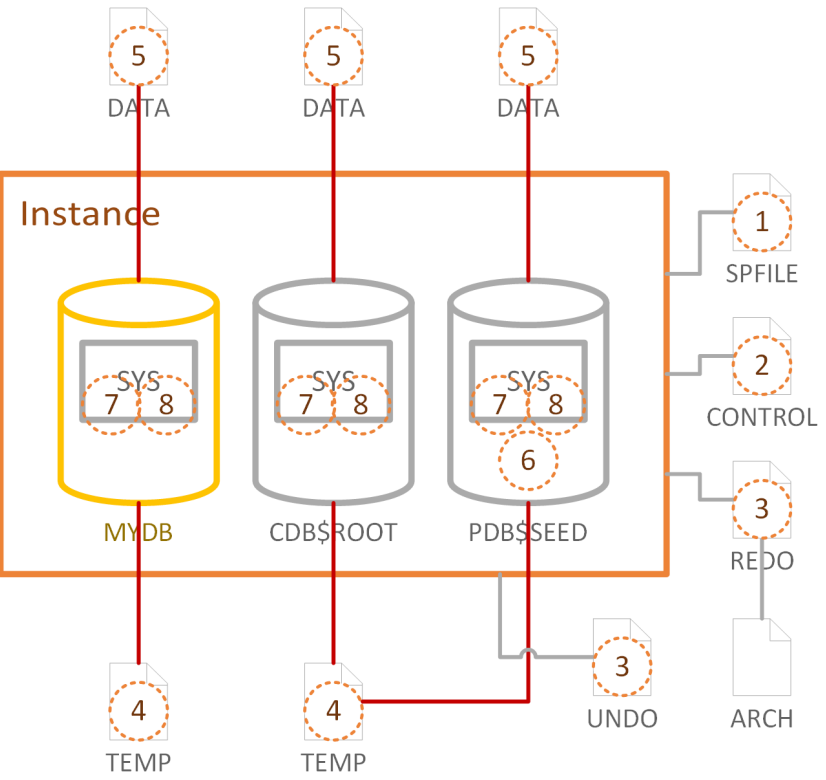 5 5 5
DATA DATA DATA
Instance
1
SPFILE
SYS SYS SYS
2
7 8 7 8 7 8
CONTROL
6
3
MYDB CDB$ROOT PDB$SEED
REDO
3
4 4
UNDO ARCH
TEMP TEMP